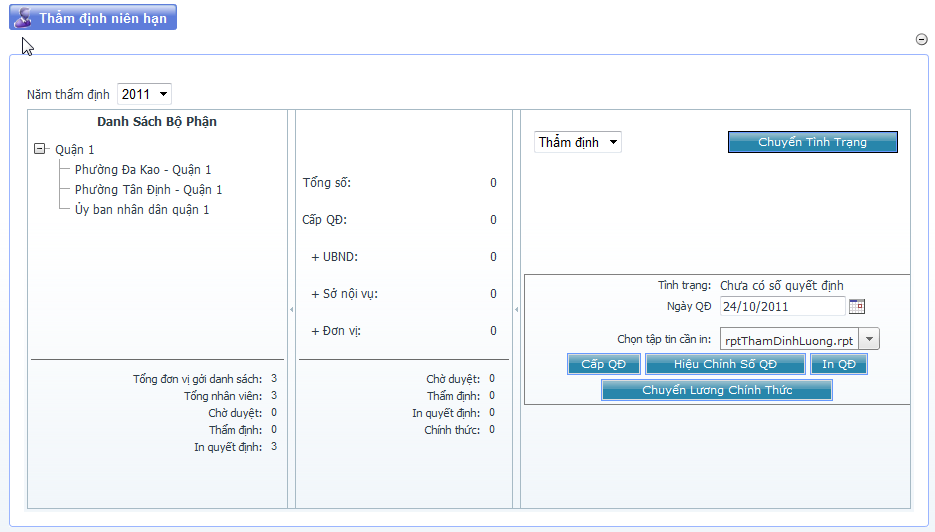 Thẩm định niên hạn
Năm thẩm định 2011
Danh Sách Bộ Phận
Quận 1
Phường Đa Kao - Quận 1
Phường Tân Định - Quận 1
Ủy ban nhân dân quận 1
Tổng đơn vị gởi danh sách: 3
Tổng nhân viên: 3
Chờ duyệt: 0
Thẩm định: 0
In quyết định: 3
Tổng số: 0
Cấp QĐ: 0
+ UBND: 0
+ Sở nội vụ: 0
+ Đơn vị: 0
Chờ duyệt: 0
Thẩm định: 0
In quyết định: 0
Chính thức: 0
Thẩm định Chuyển Tình Trạng
Tình trạng: Chưa có số quyết định
Ngày QĐ 24/10/2011
Chọn tập tin cần in: rptThamDinhLuong.rpt
Cấp QĐ Hiệu Chỉnh Số QĐ In QĐ
Chuyển Lương Chính Thức